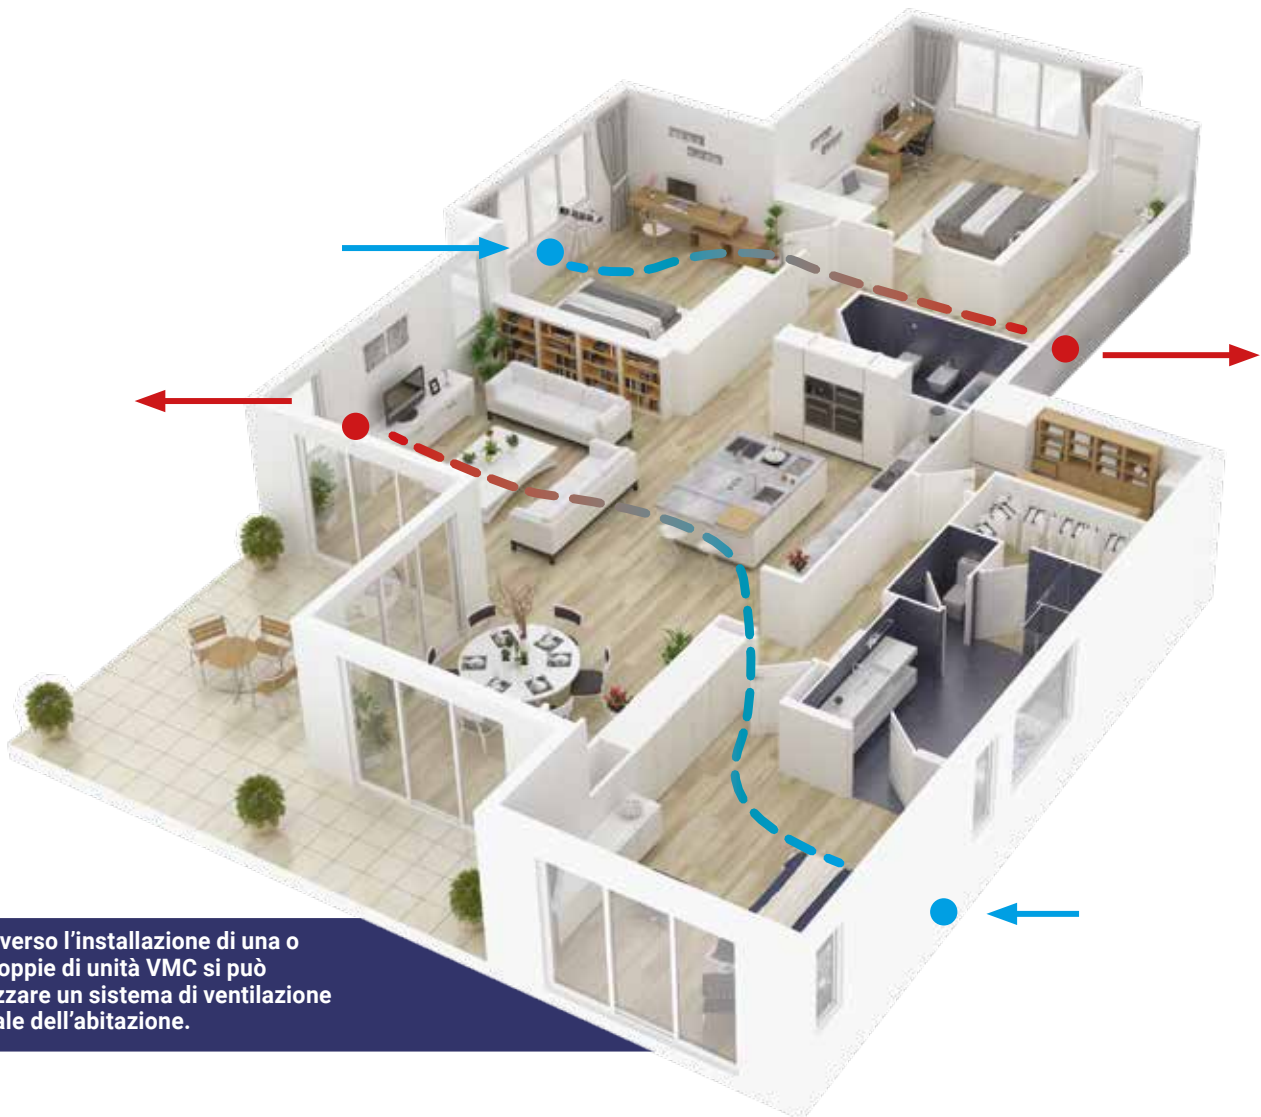 verso l’installazione di una o
oppie di unità VMC si può
zzare un sistema di ventilazione
ale dell’abitazione.